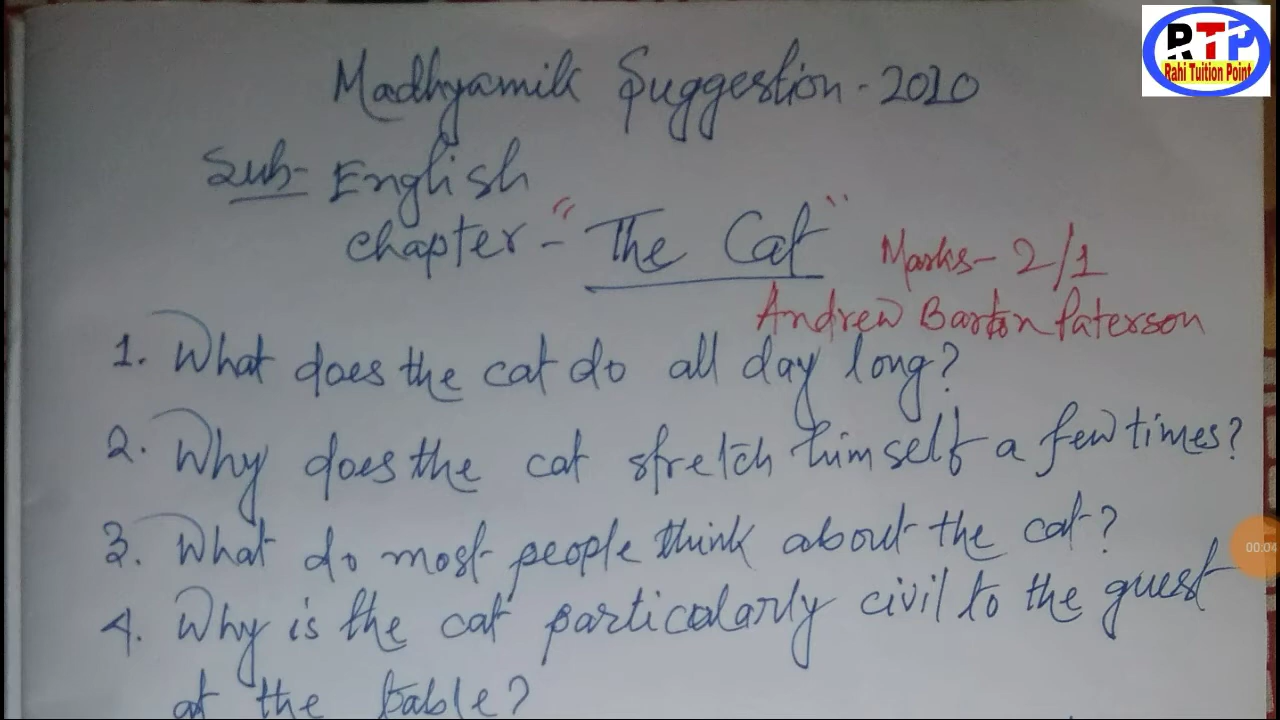 RTP
Rahi Tuition Point
Madhyamik Suggestion - 2020
Sub- English
chapter - "The Cat"
Marks - 2/1
Andrew Barton Paterson
1. What does the cat do all day long?
2. Why does the cat stretch himself a few times?
3. What do most people think about the cat?
4. Why is the cat particularly civil to the guest
at the table?
00:04